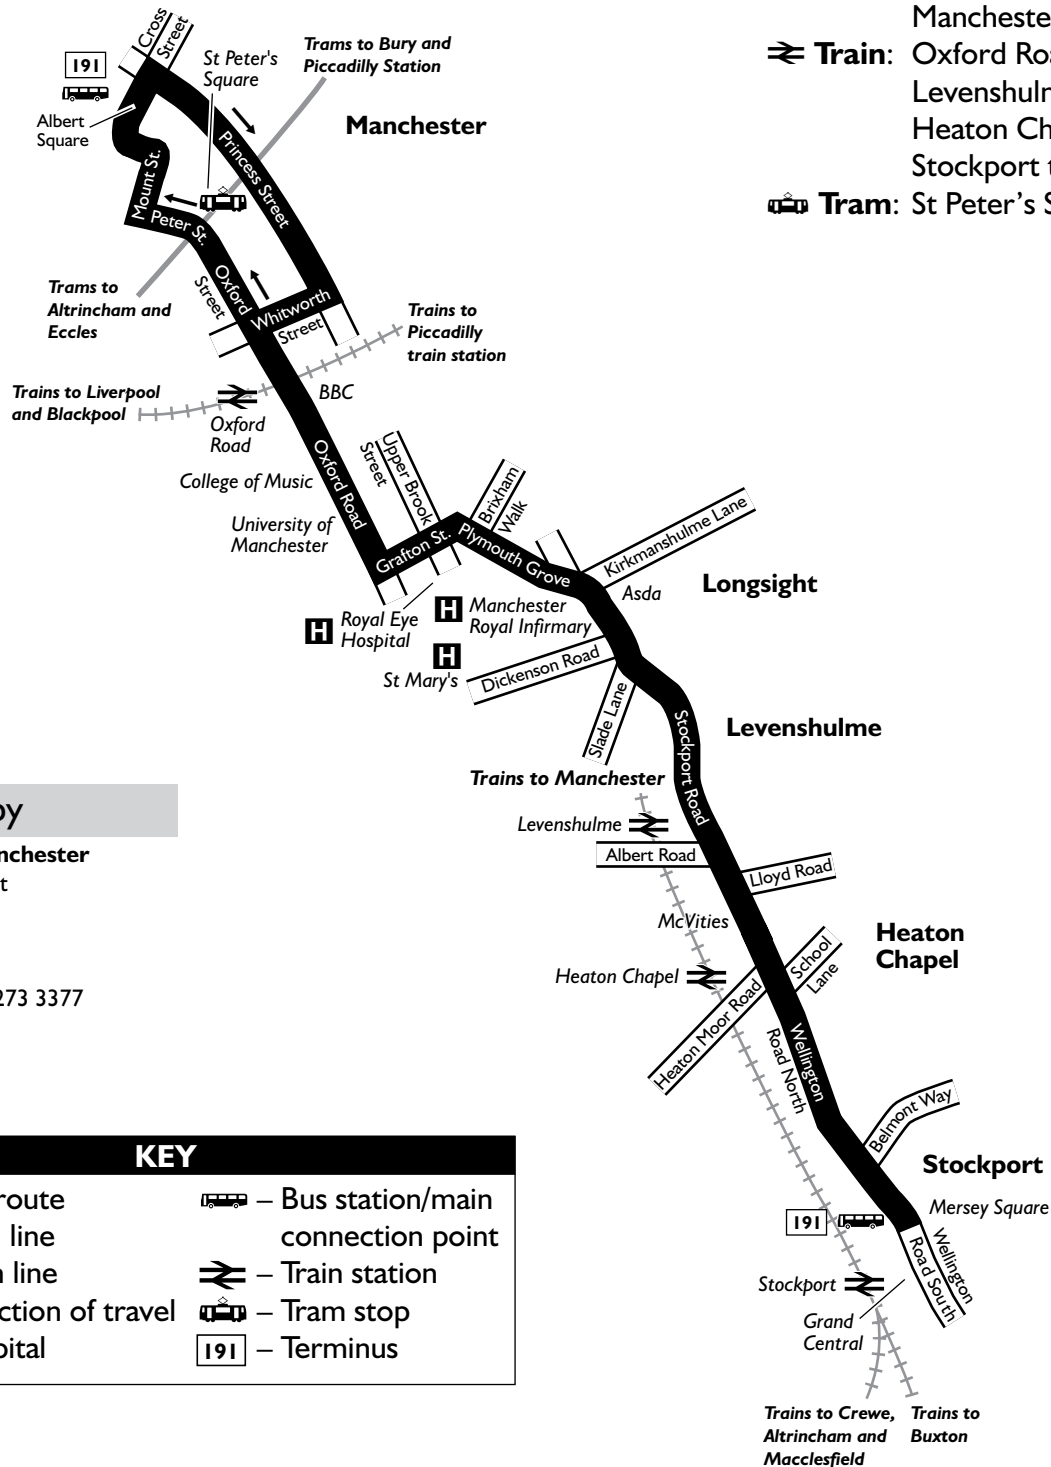 Manchester
Train: Oxford Road
Levenshulme
Heaton Ch
Stockport t
Tram: St Peter's S
Cross
Street
191
St Peter's
Square
Trams to Bury and
Piccadilly Station
Albert
Square
Manchester
Princess Street
Mount St.
Peter St.
Oxford
Street
Whitworth
Street
Trams to
Altrincham and
Eccles
Trains to
Piccadilly
train station
Trains to Liverpool
and Blackpool
BBC
Oxford
Road
Oxford Road
College of Music
University of
Manchester
Upper Brook
Street
Grafton St.
Brixham
Walk
Plymouth Grove
Kirkmanshulme Lane
Asda
Longsight
H
Royal Eye
Hospital
H
Manchester
Royal Infirmary
H
St Mary's
Dickenson Road
Slade Lane
Levenshulme
Stockport Road
Trains to Manchester
Levenshulme
Albert Road
Lloyd Road
McVities
Heaton
Chapel
School
Lane
Heaton Chapel
Heaton Moor Road
Wellington
Road North
Belmont Way
Stockport
Mersey Square
191
Wellington
Road South
Stockport
Grand
Central
Trains to Crewe,
Altrincham and
Macclesfield
Trains to
Buxton
by
nchester
t
273 3377
KEY
route
line
line
ction of travel
pital
– Bus station/main
connection point
– Train station
– Tram stop
191 – Terminus